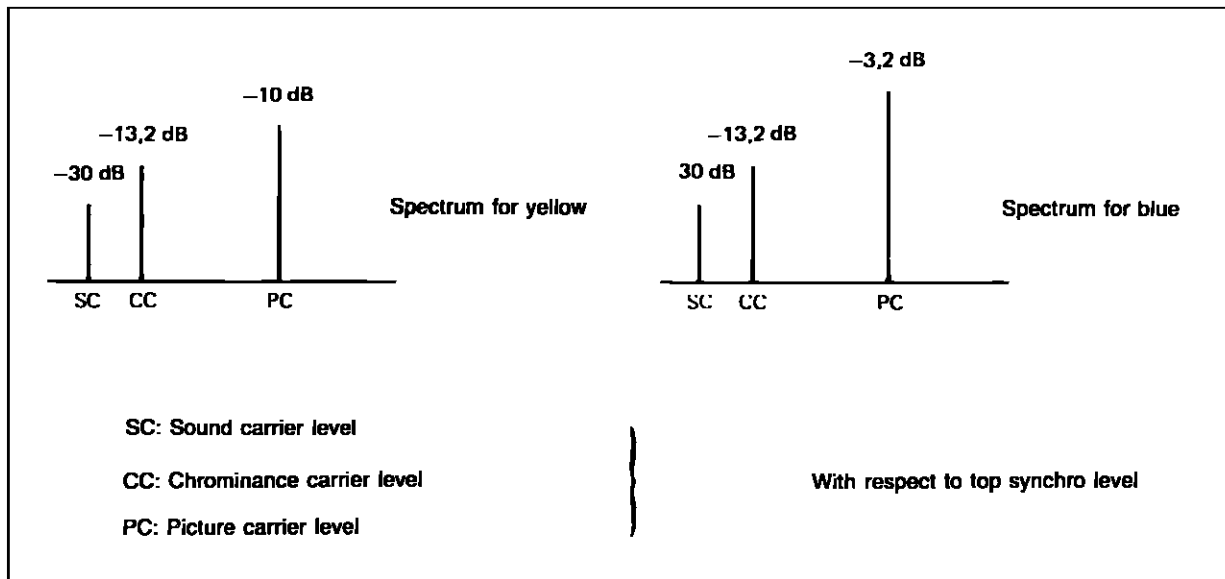 −10 dB
−13,2 dB
−30 dB
Spectrum for yellow
SC CC PC
−3,2 dB
−13,2 dB
30 dB
Spectrum for blue
SC CC PC
SC: Sound carrier level
CC: Chrominance carrier level
PC: Picture carrier level
With respect to top synchro level